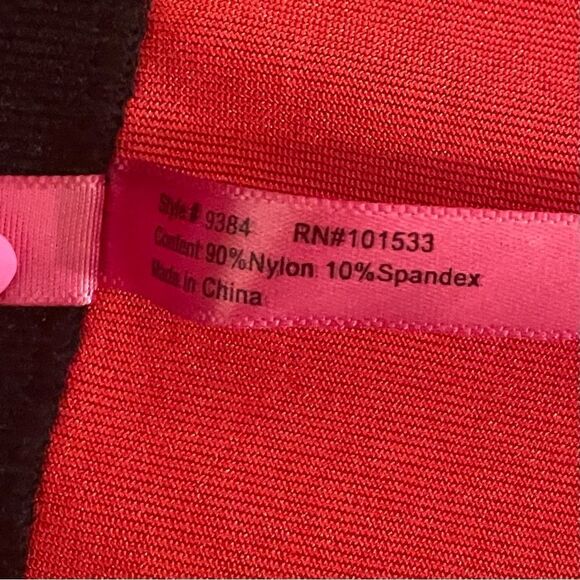 Style# 9384 RN#101533
Content: 90%Nylon 10%Spandex
Made in China